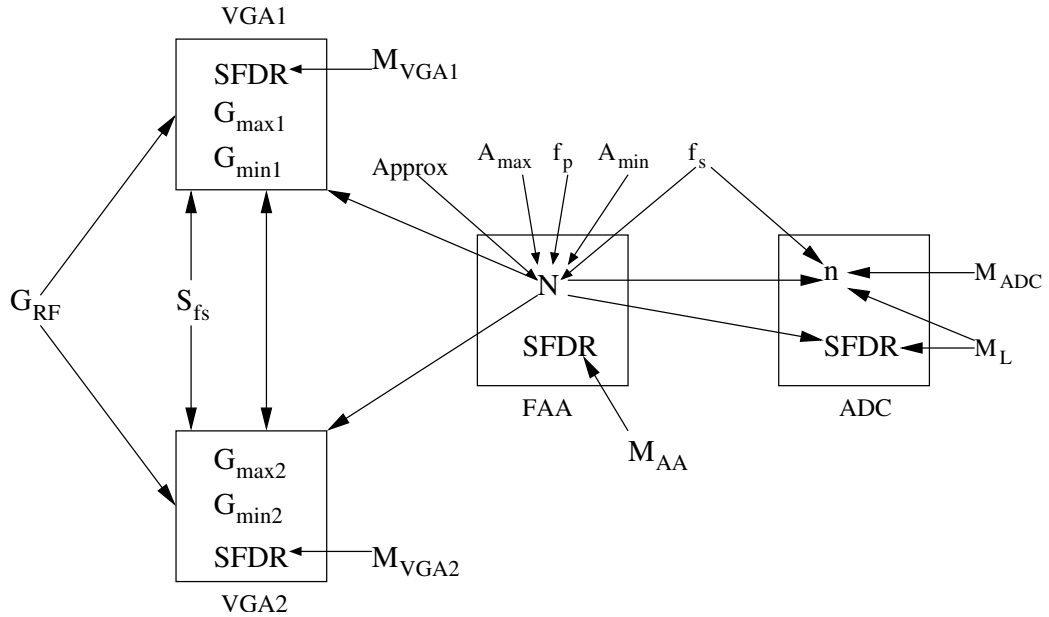 VGA1
SFDR
M_VGA1
G_max1
G_min1
Approx
A_max
f_p
A_min
f_s
G_RF
S_fs
N
SFDR
FAA
M_AA
n
M_ADC
SFDR
M_L
ADC
G_max2
G_min2
SFDR
M_VGA2
VGA2